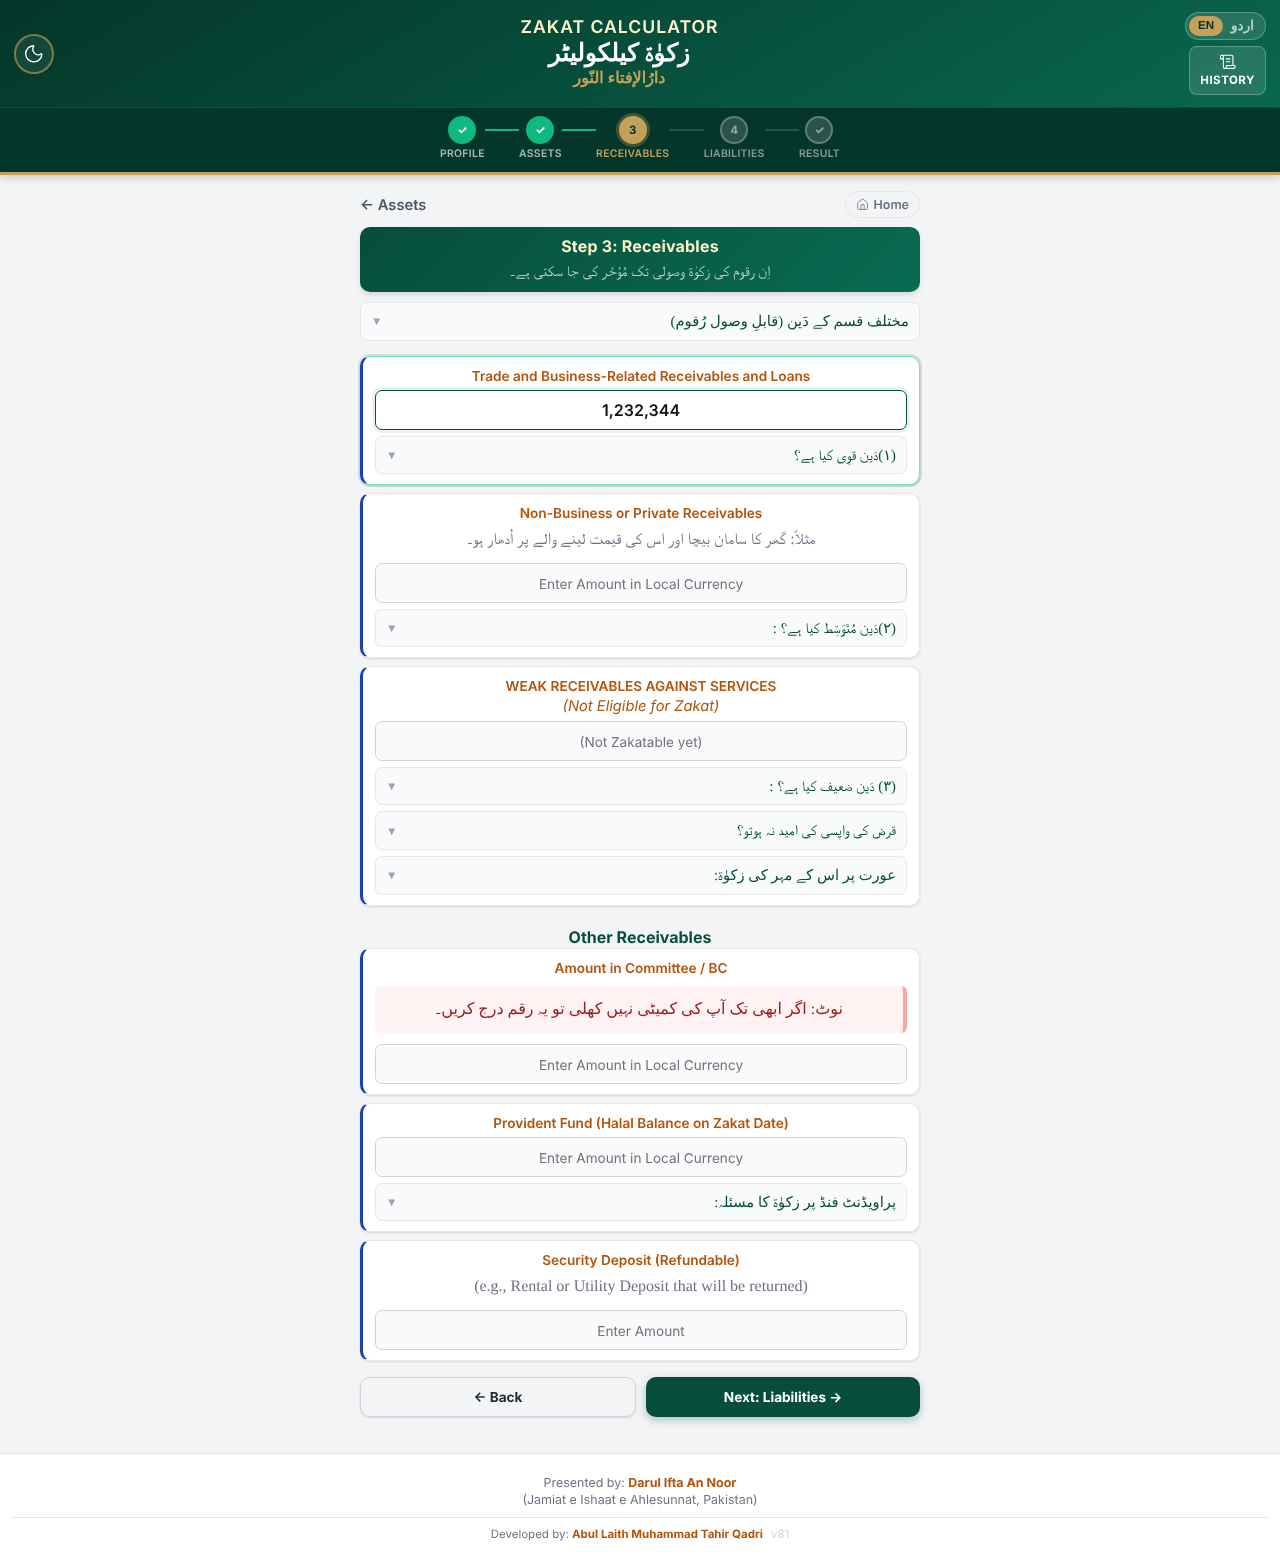 ZAKAT CALCULATOR
زکوٰۃ کیلکولیٹر
دارُالإفتاء النّور
EN اردو
HISTORY
3
4
PROFILE
ASSETS
RECEIVABLES
LIABILITIES
RESULT
← Assets
Home
Step 3: Receivables
اِن رقوم کی زکوٰۃ وصولی تک مُؤخّر کی جا سکتی ہے۔
مختلف قسم کے دَین (قابلِ وصول رُقوم)
Trade and Business-Related Receivables and Loans
1,232,344
(۱)دَین قوِی کیا ہے؟
Non-Business or Private Receivables
مثلاً: گھر کا سامان بیچا اور اس کی قیمت لینے والے پر اُدھار ہو۔
Enter Amount in Local Currency
(۲)دَین مُتَوَسِّط کیا ہے؟ :
WEAK RECEIVABLES AGAINST SERVICES
(Not Eligible for Zakat)
(Not Zakatable yet)
(۳) دَین ضعیف کیا ہے؟ :
قرض کی واپسی کی امید نہ ہوتو؟
عورت پر اس کے مہر کی زکوٰۃ:
Other Receivables
Amount in Committee / BC
نوٹ: اگر ابھی تک آپ کی کمیٹی نہیں کھلی تو یہ رقم درج کریں۔
Enter Amount in Local Currency
Provident Fund (Halal Balance on Zakat Date)
Enter Amount in Local Currency
پراویڈنٹ فنڈ پر زکوٰۃ کا مسئلہ:
Security Deposit (Refundable)
(e.g., Rental or Utility Deposit that will be returned)
Enter Amount
← Back
Next: Liabilities →
Presented by: Darul Ifta An Noor
(Jamiat e Ishaat e Ahlesunnat, Pakistan)
Developed by: Abul Laith Muhammad Tahir Qadri v81